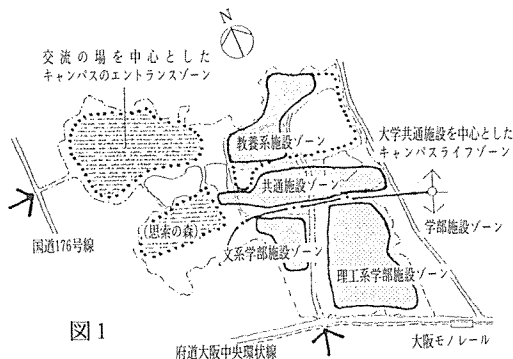 N
交流の場を中心とした
キャンパスのエントランスゾーン
教養系施設ゾーン
大学共通施設を中心とした
キャンパスライフゾーン
共通施設ゾーン
(思索の森)
学部施設ゾーン
国道176号線
文系学部施設ゾーン
理工系学部施設ゾーン
図1
大阪モノレール
府道大阪中央環状線